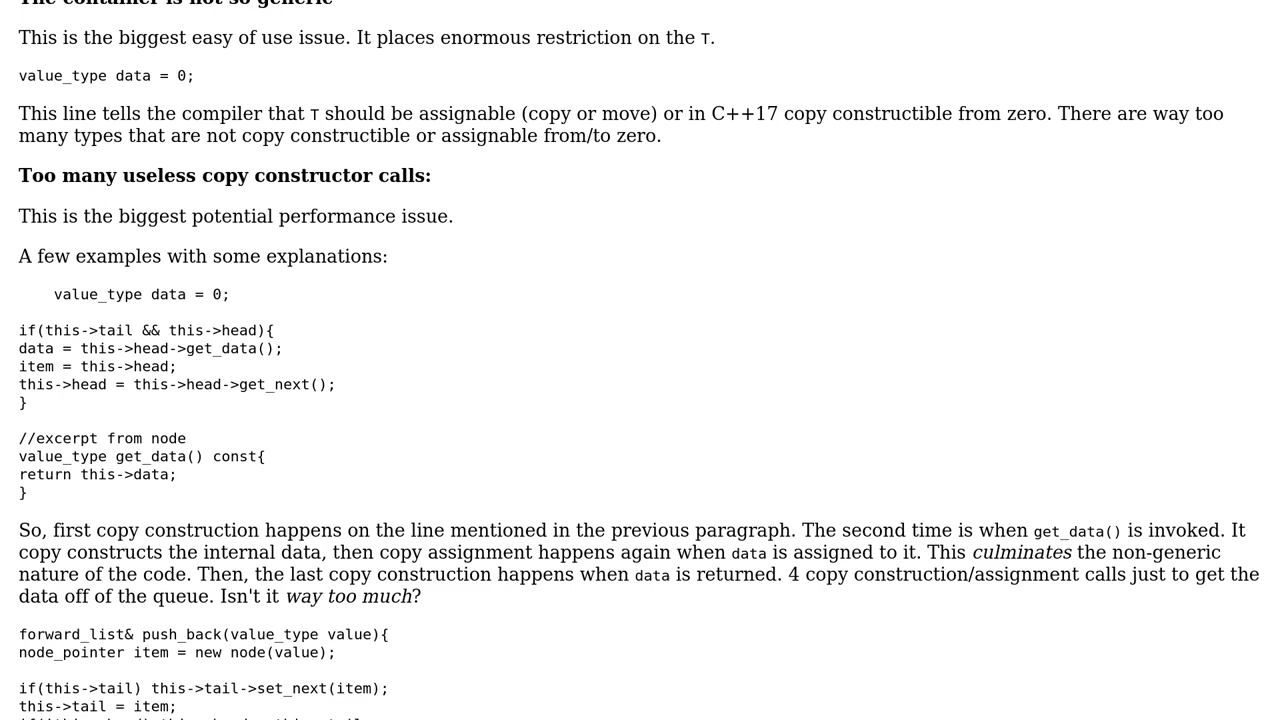 The container is not so generic
This is the biggest easy of use issue. It places enormous restriction on the T.
value_type data = 0;
This line tells the compiler that T should be assignable (copy or move) or in C++17 copy constructible from zero. There are way too
many types that are not copy constructible or assignable from/to zero.
Too many useless copy constructor calls:
This is the biggest potential performance issue.
A few examples with some explanations:
    value_type data = 0;
if(this->tail && this->head){
data = this->head->get_data();
item = this->head;
this->head = this->head->get_next();
}
//excerpt from node
value_type get_data() const{
return this->data;
}
So, first copy construction happens on the line mentioned in the previous paragraph. The second time is when get_data() is invoked. It
copy constructs the internal data, then copy assignment happens again when data is assigned to it. This culminates the non-generic
nature of the code. Then, the last copy construction happens when data is returned. 4 copy construction/assignment calls just to get the
data off of the queue. Isn't it way too much?
forward_list& push_back(value_type value){
node_pointer item = new node(value);
if(this->tail) this->tail->set_next(item);
this->tail = item;